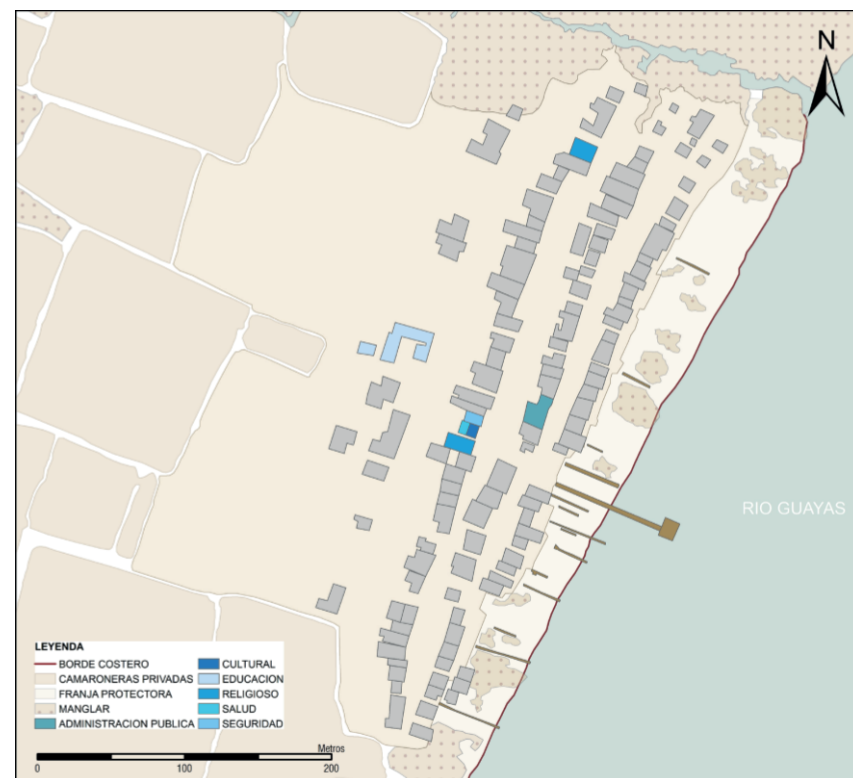 N
RIO GUAYAS
LEYENDA
BORDE COSTERO
CAMARONERAS PRIVADAS
FRANJA PROTECTORA
MANGLAR
ADMINISTRACION PUBLICA
CULTURAL
EDUCACION
RELIGIOSO
SALUD
SEGURIDAD
Metros
0 100 200